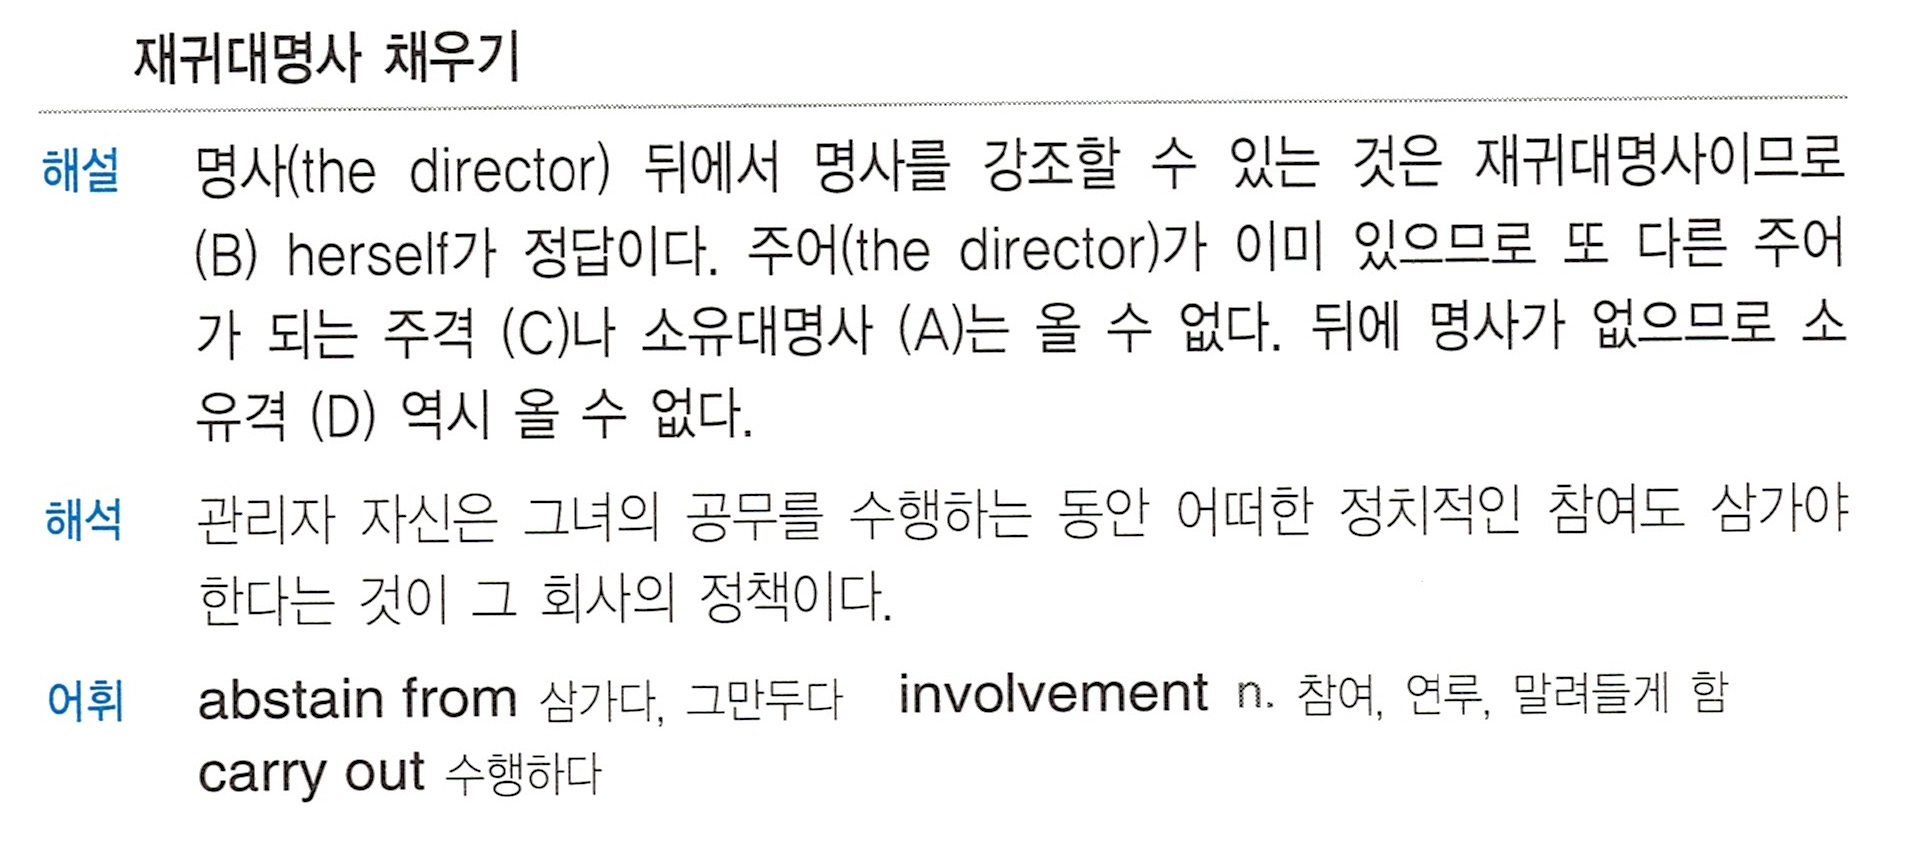 재귀대명사 채우기
해설 명사(the director) 뒤에서 명사를 강조할 수 있는 것은 재귀대명사이므로
(B) herself가 정답이다. 주어(the director)가 이미 있으므로 또 다른 주어
가 되는 주격 (C)나 소유대명사 (A)는 올 수 없다. 뒤에 명사가 없으므로 소
유격 (D) 역시 올 수 없다.
해석 관리자 자신은 그녀의 공무를 수행하는 동안 어떠한 정치적인 참여도 삼가야
한다는 것이 그 회사의 정책이다.
어휘 abstain from 삼가다, 그만두다 involvement n. 참여, 연루, 말려들게 함
carry out 수행하다